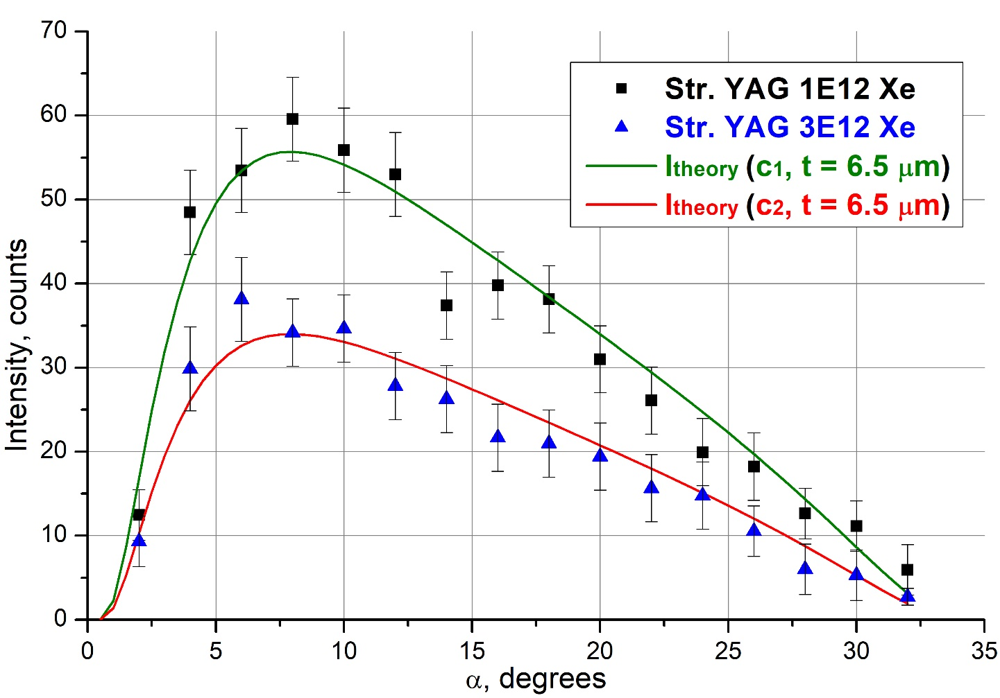 70
60
50
40
30
20
10
0
Intensity, counts
Str. YAG 1E12 Xe
Str. YAG 3E12 Xe
Itheory (c1, t = 6.5 μm)
Itheory (c2, t = 6.5 μm)
0 5 10 15 20 25 30 35
α, degrees